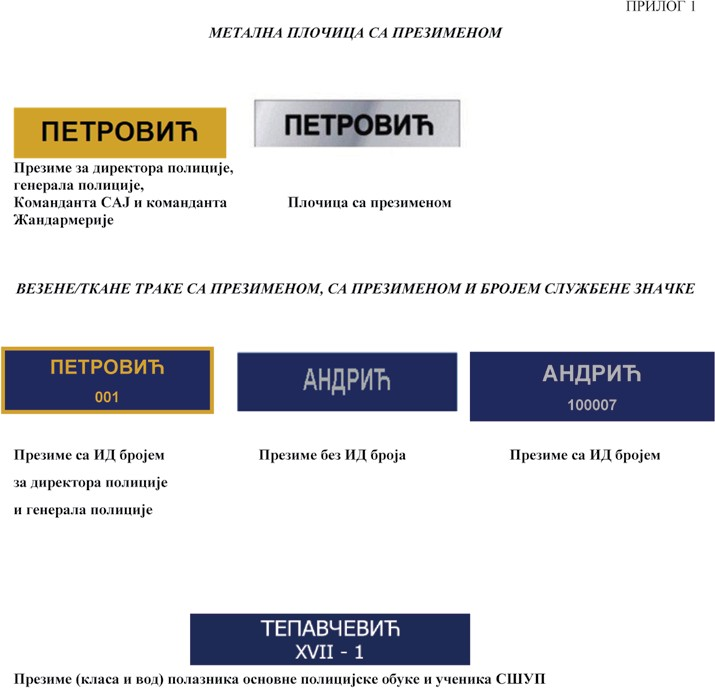 ПРИЛОГ 1
МЕТАЛНА ПЛОЧИЦА СА ПРЕЗИМЕНОМ
ПЕТРОВИЋ
ПЕТРОВИЋ
Презиме за директора полиције,
генерала полиције,
Команданта САЈ и команданта
Жандармерије
Плочица са презименом
ВЕЗЕНЕ/ТКАНЕ ТРАКЕ СА ПРЕЗИМЕНОМ, СА ПРЕЗИМЕНОМ И БРОЈЕМ СЛУЖБЕНЕ ЗНАЧКЕ
ПЕТРОВИЋ
001
АНДРИЋ
АНДРИЋ
100007
Презиме са ИД бројем
за директора полиције
и генерала полиције
Презиме без ИД броја
Презиме са ИД бројем
ТЕПАВЧЕВИЋ
XVII - 1
Презиме (класа и вод) полазника основне полицијске обуке и ученика СШУП